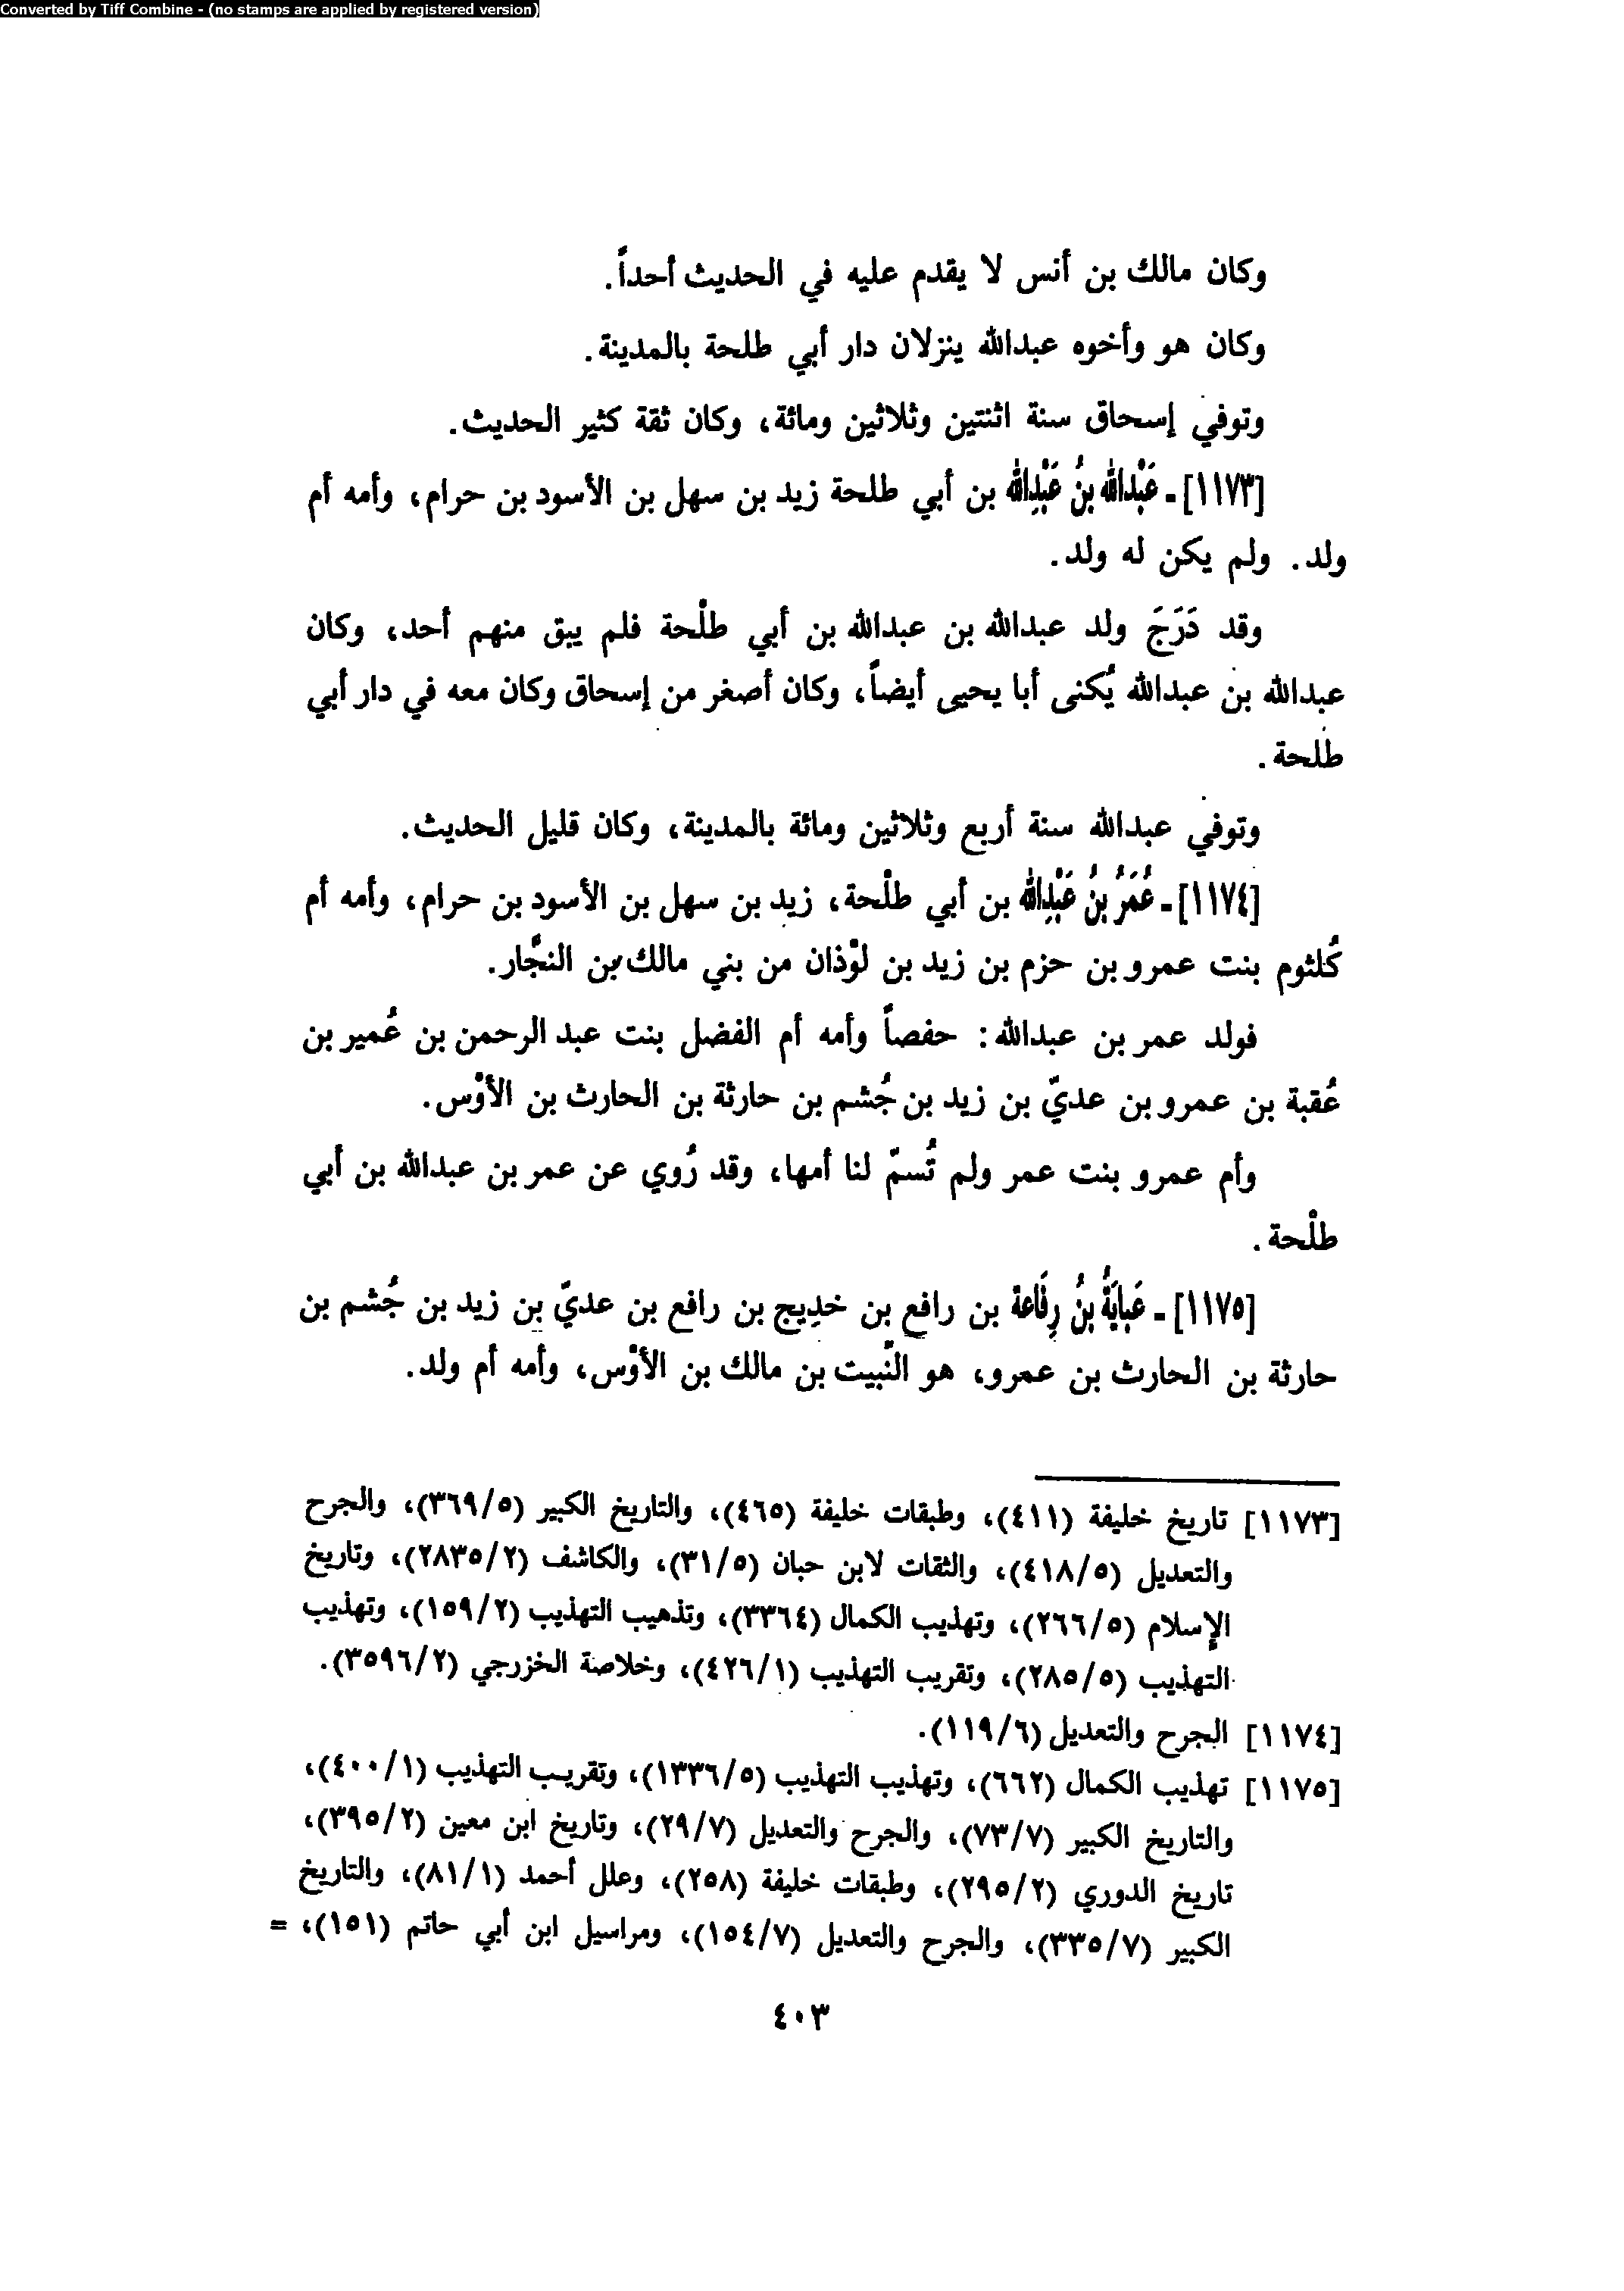 Converted by Tiff Combine - (no stamps are applied by registered version)
وكان مالك بن أنس لا يقدم عليه في الحديث أحداً.
وكان هو وأخوه عبدالله ينزلان دار أبي طلحة بالمدينة.
وتوفي إسحاق سنة اثنتين وثلاثين ومائة، وكان ثقة كثير الحديث.
[١١٧٣] - عَبْدالله بنُ عَبْدِالله بن أبي طلحة زيد بن سهل بن الأسود بن حرام، وأمه أم
ولد. ولم يكن له ولد.
وقد دَرَجَ ولد عبدالله بن عبدالله بن أبي طلْحة فلم يبق منهم أحد، وكان
عبدالله بن عبدالله يُكنى أبا يحيى أيضاً، وكان أصغر من إسحاق وكان معه في دار أبي
طلحة.
وتوفي عبدالله سنة أربع وثلاثين ومائة بالمدينة، وكان قليل الحديث.
[١١٧٤] - عُمَرُ بنُ عَبْدِالله بن أبي طلْحة، زيد بن سهل بن الأسود بن حرام، وأمه أم
كُلثوم بنت عمرو بن حزم بن زيد بن لوْذان من بني مالك بن النجَّار.
فولد عمر بن عبدالله: حفصاً وأمه أم الفضل بنت عبد الرحمن بن عُمير بن
عُقبة بن عمرو بن عديّ بن زيد بن جُشم بن حارثة بن الحارث بن الأوْس.
وأم عمرو بنت عمر ولم تُسمّ لنا أمها، وقد رُوي عن عمر بن عبدالله بن أبي
طلْحة.
[١١٧٥] - عَبايَةُ بنُ رِفَاعة بن رافع بن خدِيج بن رافع بن عديّ بن زيد بن جُشم بن
حارثة بن الحارث بن عمرو، هو النَّبيت بن مالك بن الأوْس، وأمه أم ولد.
[١١٧٣] تاريخ خليفة (٤١١)، وطبقات خليفة (٤٦٥)، والتاريخ الكبير (٣٦٩/٥)، والجرح
والتعديل (٤١٨/٥)، والثقات لابن حبان (٣١/٥)، والكاشف (٢٨٣٥/٢)، وتاريخ
الإسلام (٢٦٦/٥)، وتهذيب الكمال (٣٣٦٤)، وتذهيب التهذيب (١٥٩/٢)، وتهذيب
التهذيب (٢٨٥/٥)، وتقريب التهذيب (٤٢٦/١)، وخلاصة الخزرجي (٣٥٩٦/٢).
[١١٧٤] الجرح والتعديل (١١٩/٦).
[١١٧٥] تهذيب الكمال (٦٦٢)، وتهذيب التهذيب (١٣٣٦/٥)، وتقريب التهذيب (٤٠٠/١)،
والتاريخ الكبير (٧٣/٧)، والجرح والتعديل (٢٩/٧)، وتاريخ ابن معين (٣٩٥/٢)،
تاريخ الدوري (٢٩٥/٢)، وطبقات خليفة (٢٥٨)، وعلل أحمد (٨١/١)، والتاريخ
الكبير (٣٣٥/٧)، والجرح والتعديل (١٥٤/٧)، ومراسيل ابن أبي حاتم (١٥١)، =
٤٠٣